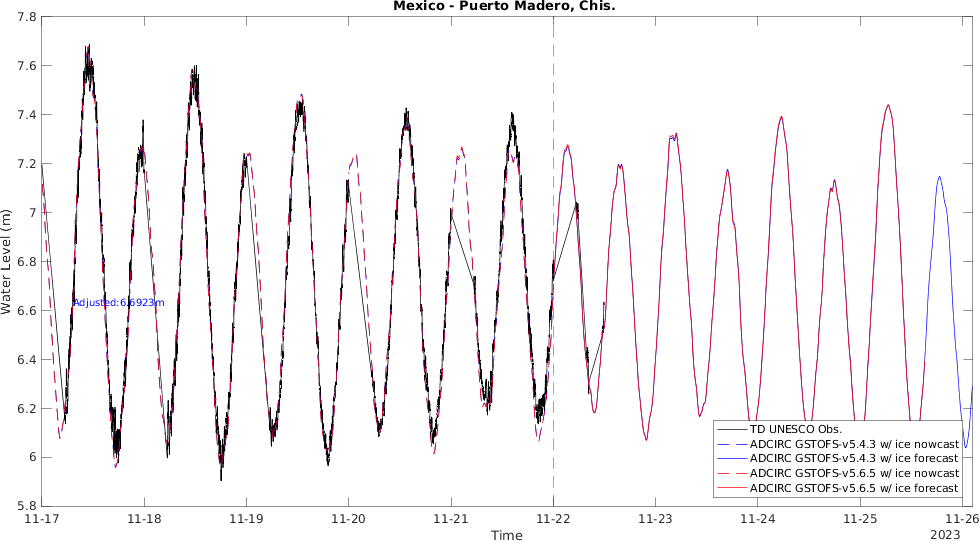 Mexico - Puerto Madero, Chis.
7.8
7.6
7.4
7.2
7
6.8
6.6
6.4
6.2
6
5.8
Water Level (m)
Adjusted:6.6923m
TD UNESCO Obs.
ADCIRC GSTOFS-v5.4.3 w/ ice nowcast
ADCIRC GSTOFS-v5.4.3 w/ ice forecast
ADCIRC GSTOFS-v5.6.5 w/ ice nowcast
ADCIRC GSTOFS-v5.6.5 w/ ice forecast
11-17 11-18 11-19 11-20 11-21 11-22 11-23 11-24 11-25 11-26
Time
2023